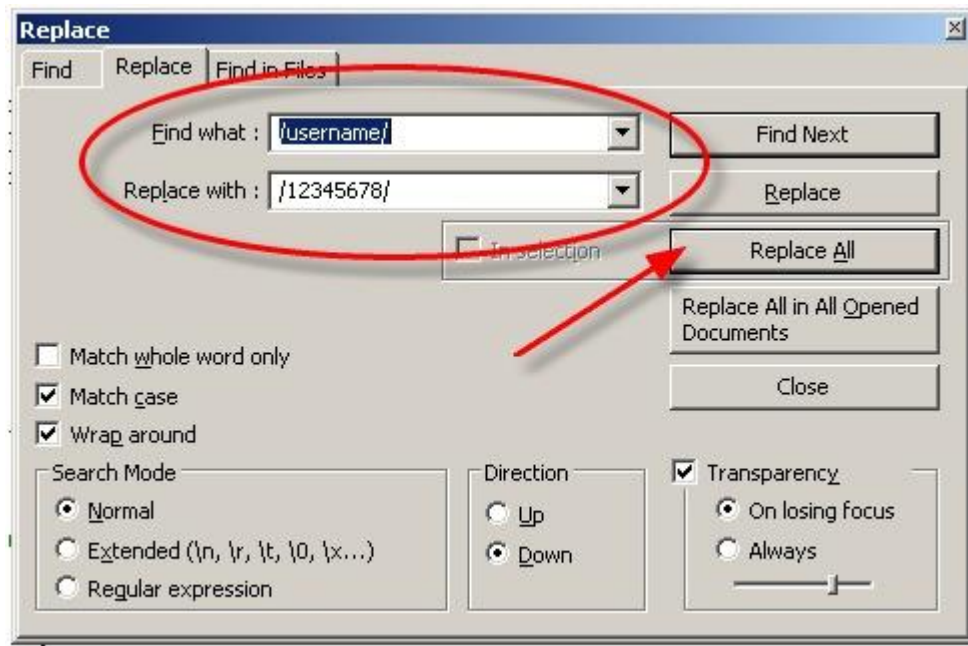 Replace
Find Replace Find in Files
Find what : /username/ Find Next
Replace with : /12345678/ Replace
In selection Replace All
Replace All in All Opened
Documents
Match whole word only
Match case Close
Wrap around
Search Mode Direction Transparency
Normal Up On losing focus
Extended (\n, \r, \t, \0, \x...) Down Always
Regular expression